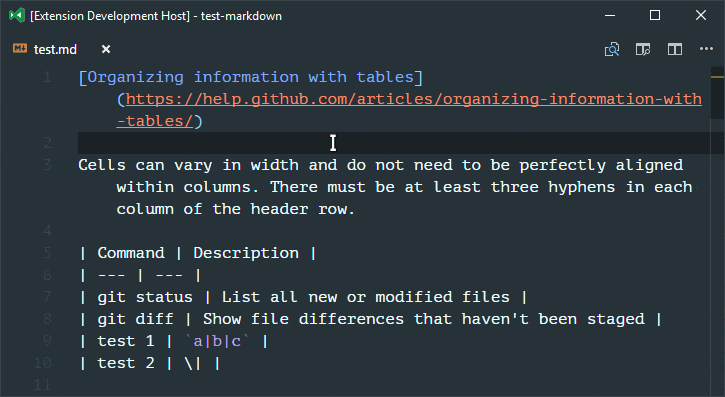 [Extension Development Host] - test-markdown
test.md
1 [Organizing information with tables]
(https://help.github.com/articles/organizing-information-with
-tables/)
2
3 Cells can vary in width and do not need to be perfectly aligned
within columns. There must be at least three hyphens in each
column of the header row.
4
5 | Command | Description |
6 | --- | --- |
7 | git status | List all new or modified files |
8 | git diff | Show file differences that haven't been staged |
9 | test 1 | `a|b|c` |
10 | test 2 | \| |
11